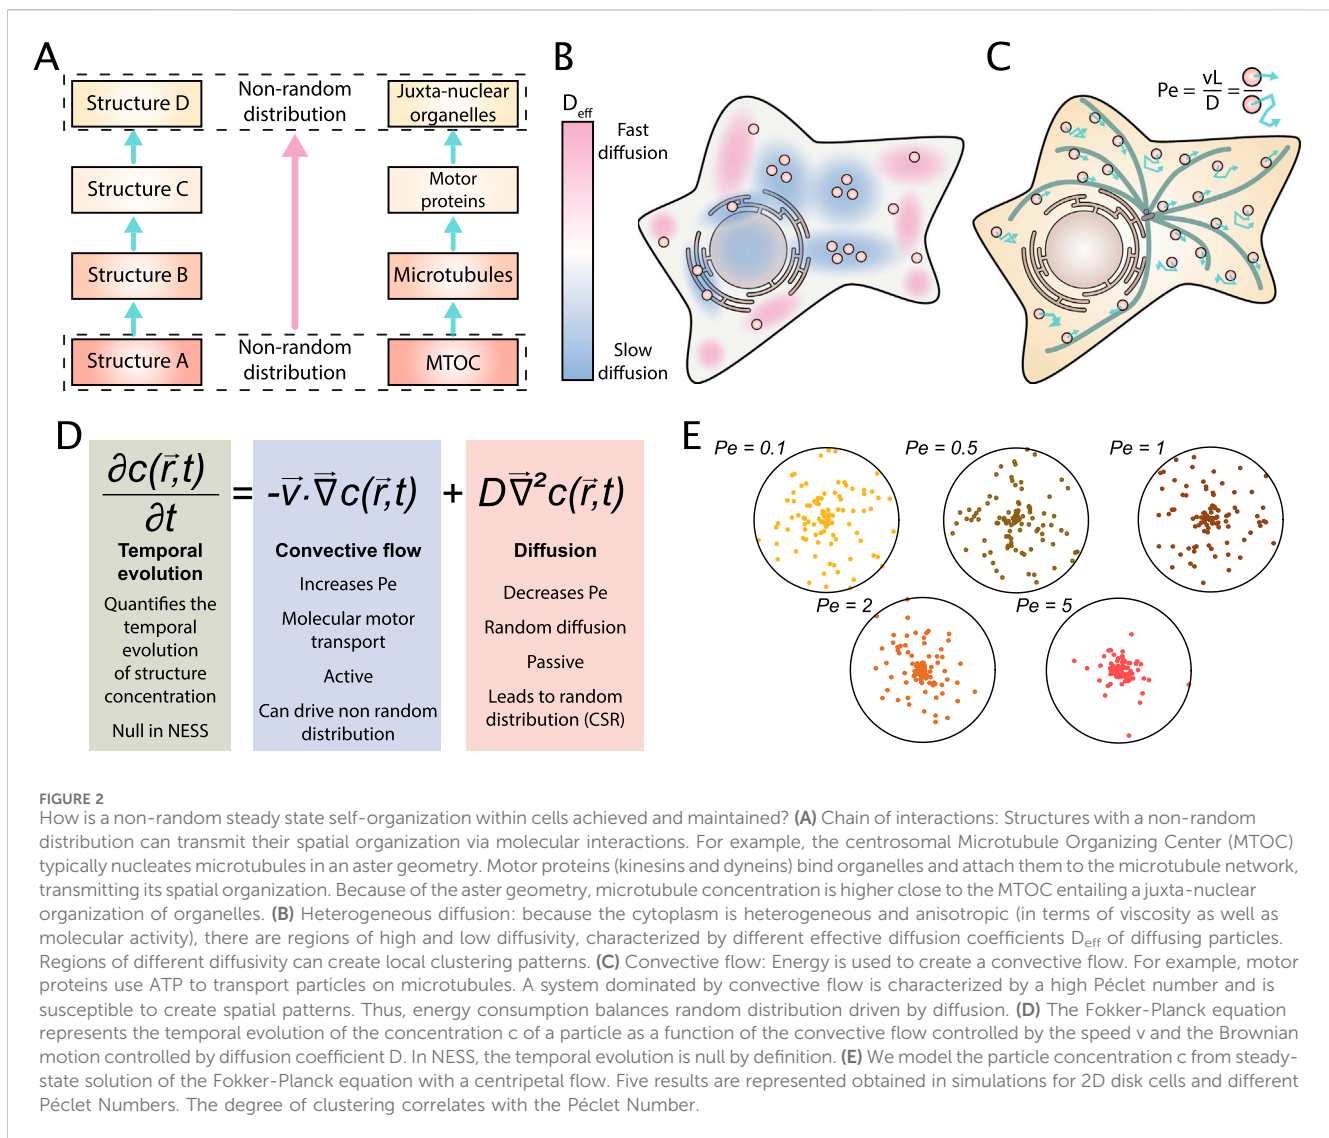 A
Structure D
Structure C
Structure B
Structure A
Non-random
distribution
Non-random
distribution
Juxta-nuclear
organelles
Motor
proteins
Microtubules
MTOC
B
Deff
Fast
diffusion
Slow
diffusion
C
Pe = vL/D =
D
∂c(r⃗,t)/∂t = -v⃗·∇⃗c(r⃗,t) + D∇⃗²c(r⃗,t)
Temporal
evolution
Quantifies the
temporal
evolution
of structure
concentration
Null in NESS
Convective flow
Increases Pe
Molecular motor
transport
Active
Can drive non random
distribution
Diffusion
Decreases Pe
Random diffusion
Passive
Leads to random
distribution (CSR)
E
Pe = 0.1
Pe = 0.5
Pe = 1
Pe = 2
Pe = 5
FIGURE 2
How is a non-random steady state self-organization within cells achieved and maintained? (A) Chain of interactions: Structures with a non-random
distribution can transmit their spatial organization via molecular interactions. For example, the centrosomal Microtubule Organizing Center (MTOC)
typically nucleates microtubules in an aster geometry. Motor proteins (kinesins and dyneins) bind organelles and attach them to the microtubule network,
transmitting its spatial organization. Because of the aster geometry, microtubule concentration is higher close to the MTOC entailing a juxta-nuclear
organization of organelles. (B) Heterogeneous diffusion: because the cytoplasm is heterogeneous and anisotropic (in terms of viscosity as well as
molecular activity), there are regions of high and low diffusivity, characterized by different effective diffusion coefficients Deff of diffusing particles.
Regions of different diffusivity can create local clustering patterns. (C) Convective flow: Energy is used to create a convective flow. For example, motor
proteins use ATP to transport particles on microtubules. A system dominated by convective flow is characterized by a high Péclet number and is
susceptible to create spatial patterns. Thus, energy consumption balances random distribution driven by diffusion. (D) The Fokker-Planck equation
represents the temporal evolution of the concentration c of a particle as a function of the convective flow controlled by the speed v and the Brownian
motion controlled by diffusion coefficient D. In NESS, the temporal evolution is null by definition. (E) We model the particle concentration c from steady-
state solution of the Fokker-Planck equation with a centripetal flow. Five results are represented obtained in simulations for 2D disk cells and different
Péclet Numbers. The degree of clustering correlates with the Péclet Number.